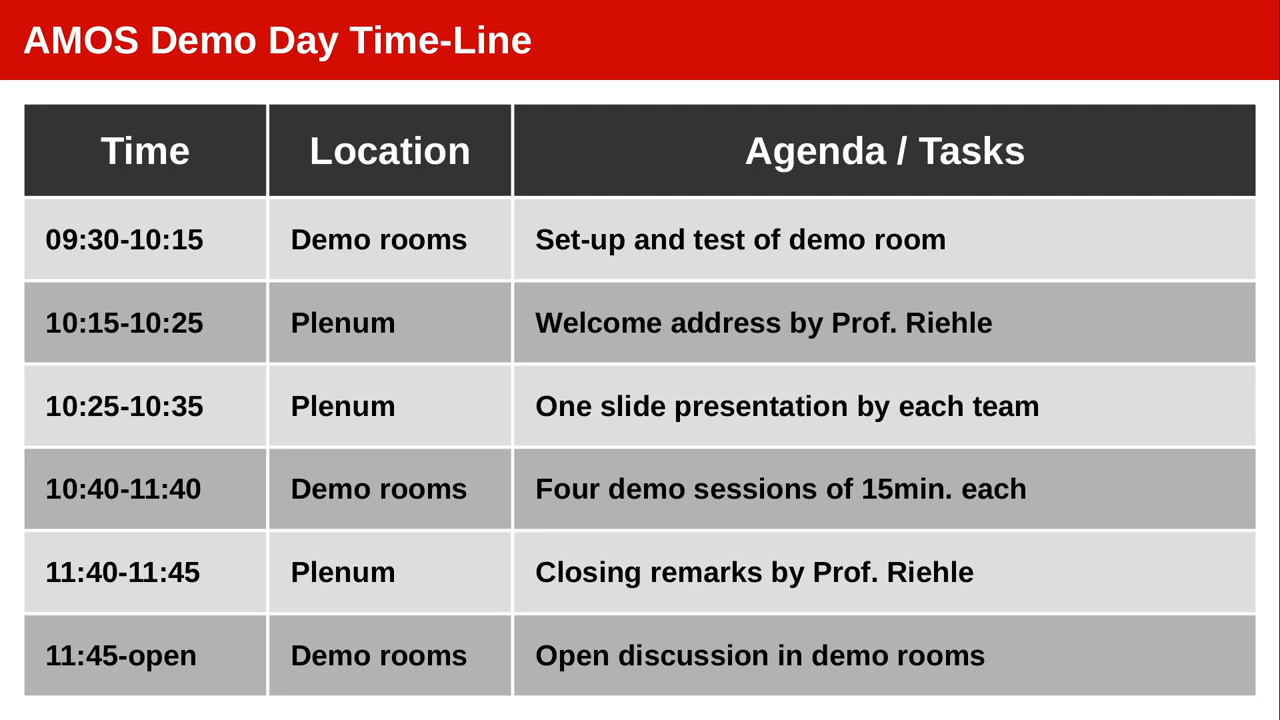 AMOS Demo Day Time-Line
Time Location Agenda / Tasks
09:30-10:15 Demo rooms Set-up and test of demo room
10:15-10:25 Plenum Welcome address by Prof. Riehle
10:25-10:35 Plenum One slide presentation by each team
10:40-11:40 Demo rooms Four demo sessions of 15min. each
11:40-11:45 Plenum Closing remarks by Prof. Riehle
11:45-open Demo rooms Open discussion in demo rooms